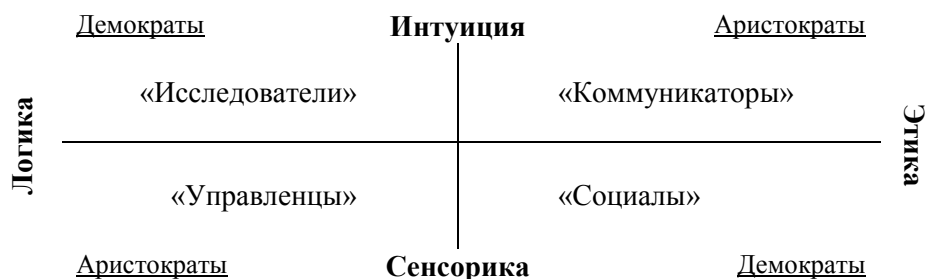 Демократы Интуиция Аристократы
«Исследователи» «Коммуникаторы»
Логика
Этика
«Управленцы» «Социалы»
Аристократы Сенсорика Демократы